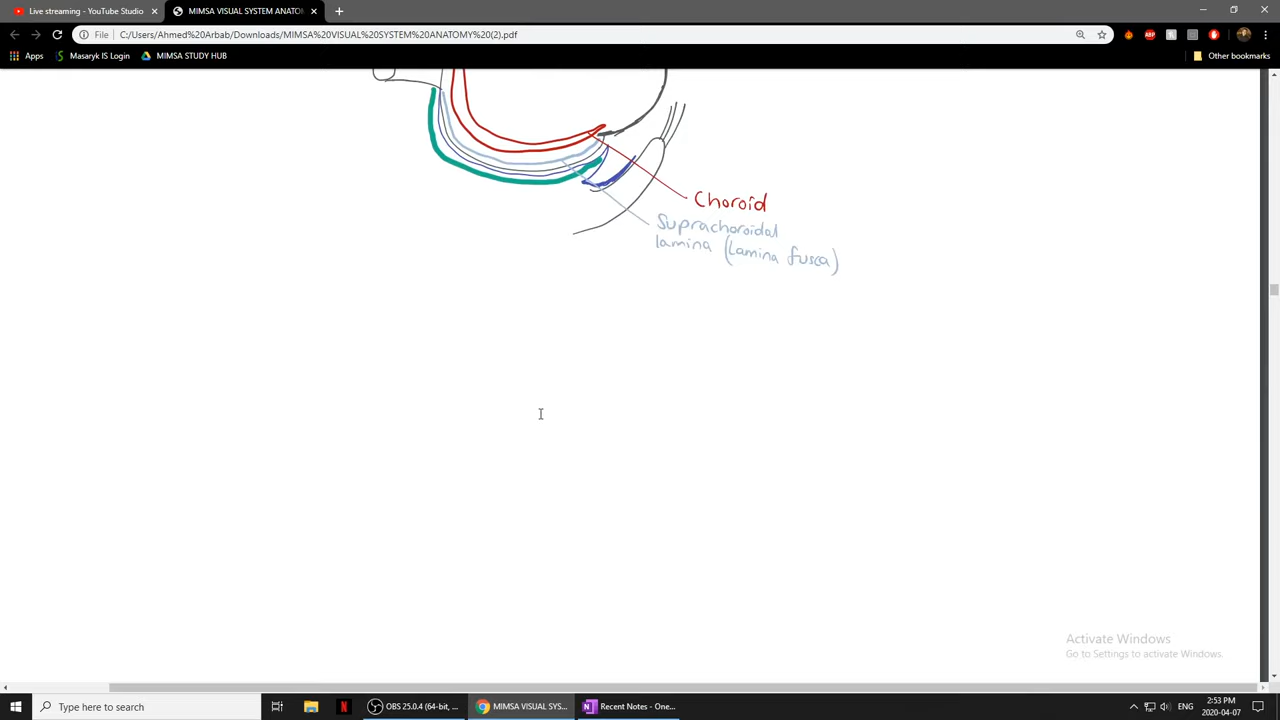 Live streaming - YouTube Studio
MIMSA VISUAL SYSTEM ANATO
File
C:/Users/Ahmed%20Arbab/Downloads/MIMSA%20VISUAL%20SYSTEM%20ANATOMY%20(2).pdf
ABP
Apps
Masaryk IS Login
MIMSA STUDY HUB
Other bookmarks
Choroid
Suprachoroidal
lamina (Lamina fusca)
Activate Windows
Go to Settings to activate Windows.
Type here to search
N
OBS 25.0.4 (64-bit, ...
MIMSA VISUAL SYS...
Recent Notes - One...
ENG
2:53 PM
2020-04-07